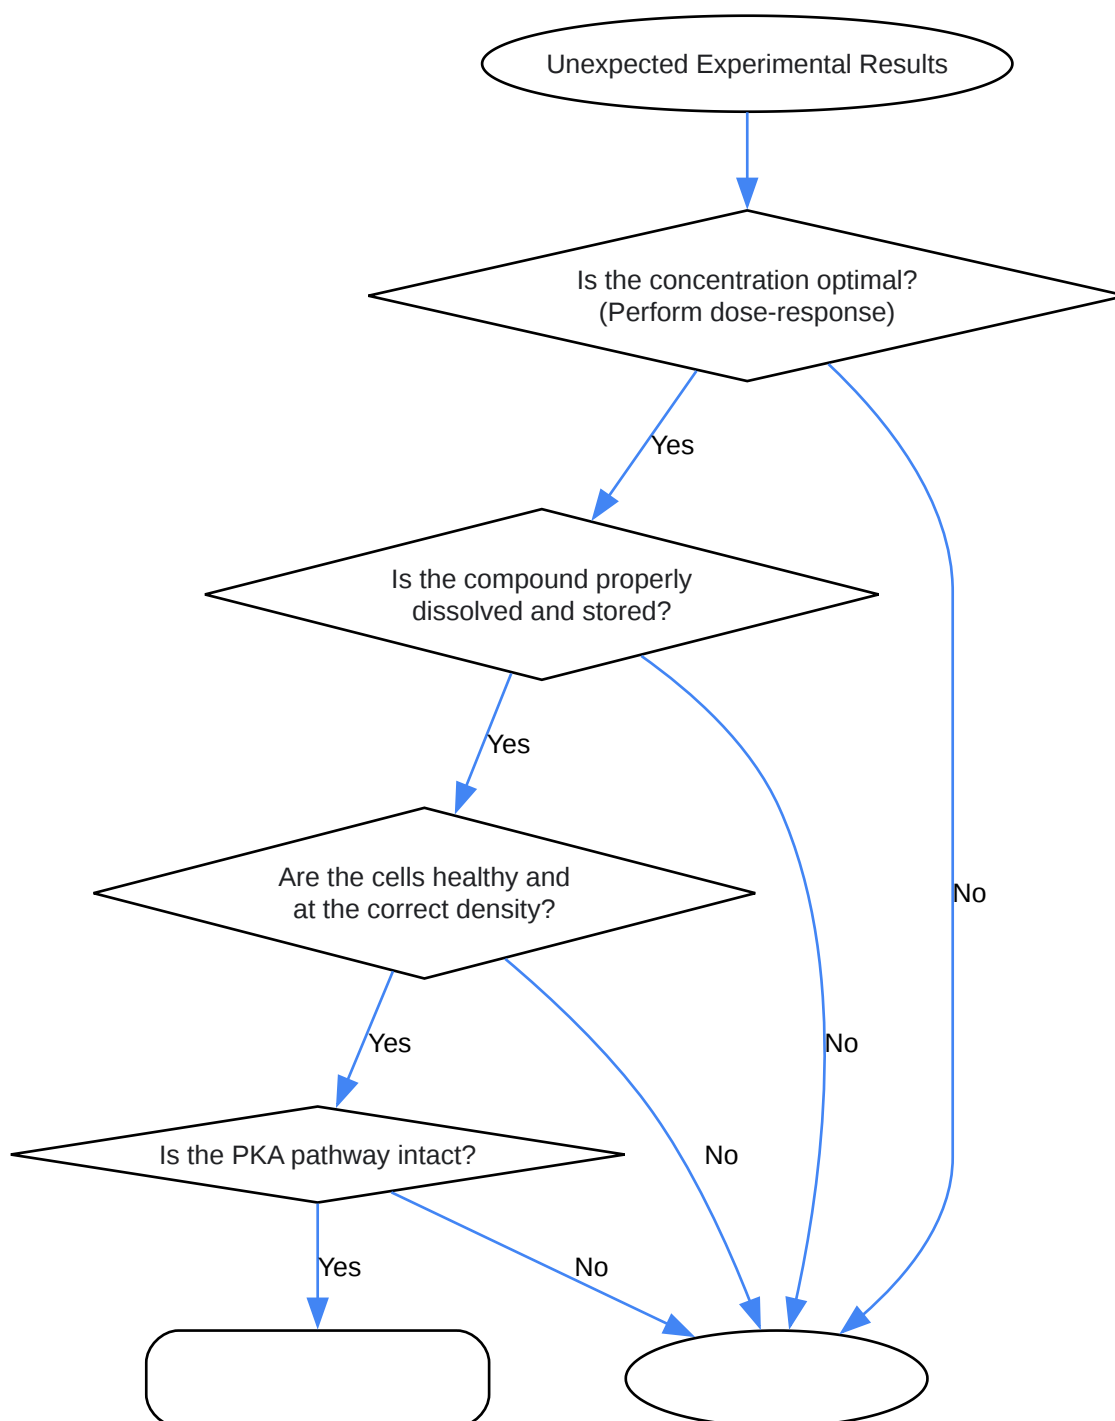 Unexpected Experimental Results
Is the concentration optimal?
(Perform dose-response)
Yes
Is the compound properly
dissolved and stored?
Yes
Are the cells healthy and
at the correct density?
No
Yes
No
Is the PKA pathway intact?
No
Yes
No